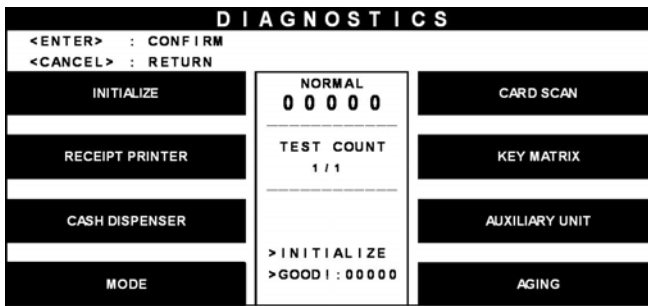 DIAGNOSTICS
<ENTER> : CONFIRM
<CANCEL> : RETURN
INITIALIZE
RECEIPT PRINTER
CASH DISPENSER
MODE
NORMAL
00000
TEST COUNT
1/1
>INITIALIZE
>GOOD!:00000
CARD SCAN
KEY MATRIX
AUXILIARY UNIT
AGING